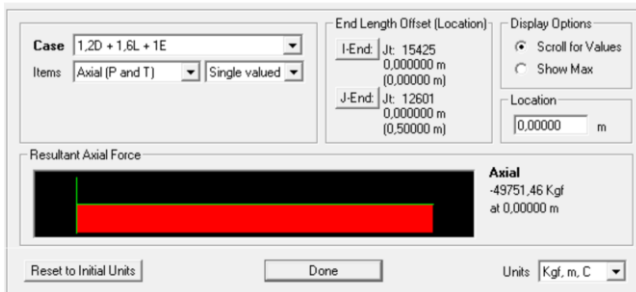 Case 1,2D + 1,6L + 1E
Items Axial (P and T) Single valued
End Length Offset (Location)
I-End: Jt: 15425
0,000000 m
(0,00000 m)
J-End: Jt: 12601
0,000000 m
(0,50000 m)
Display Options
Scroll for Values
Show Max
Location
0,00000 m
Resultant Axial Force
Axial
-49751,46 Kgf
at 0,00000 m
Reset to Initial Units Done Units Kgf, m, C